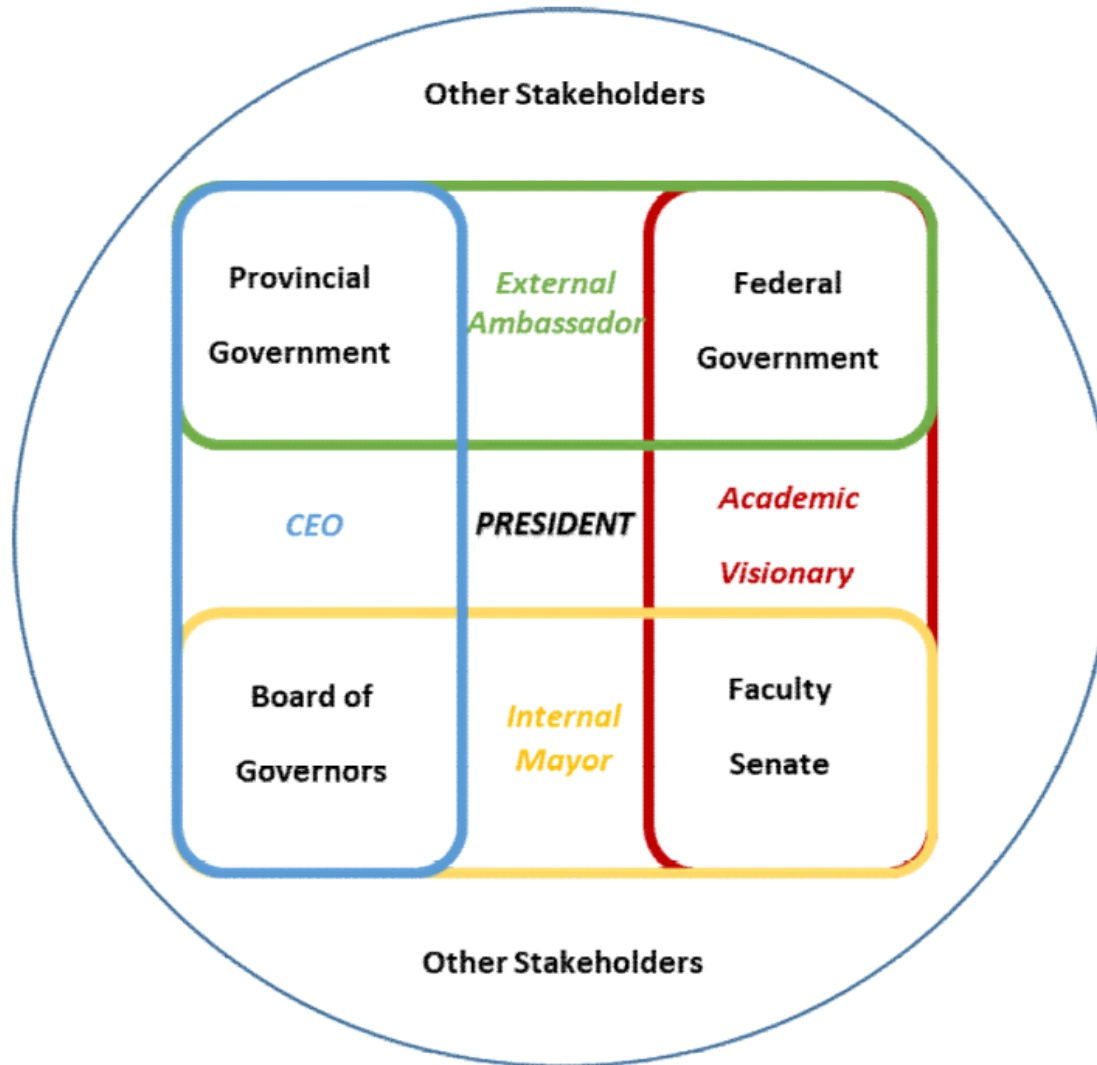 Other Stakeholders
Provincial
Government
External
Ambassador
Federal
Government
CEO
PRESIDENT
Academic
Visionary
Board of
Governors
Internal
Mayor
Faculty
Senate
Other Stakeholders